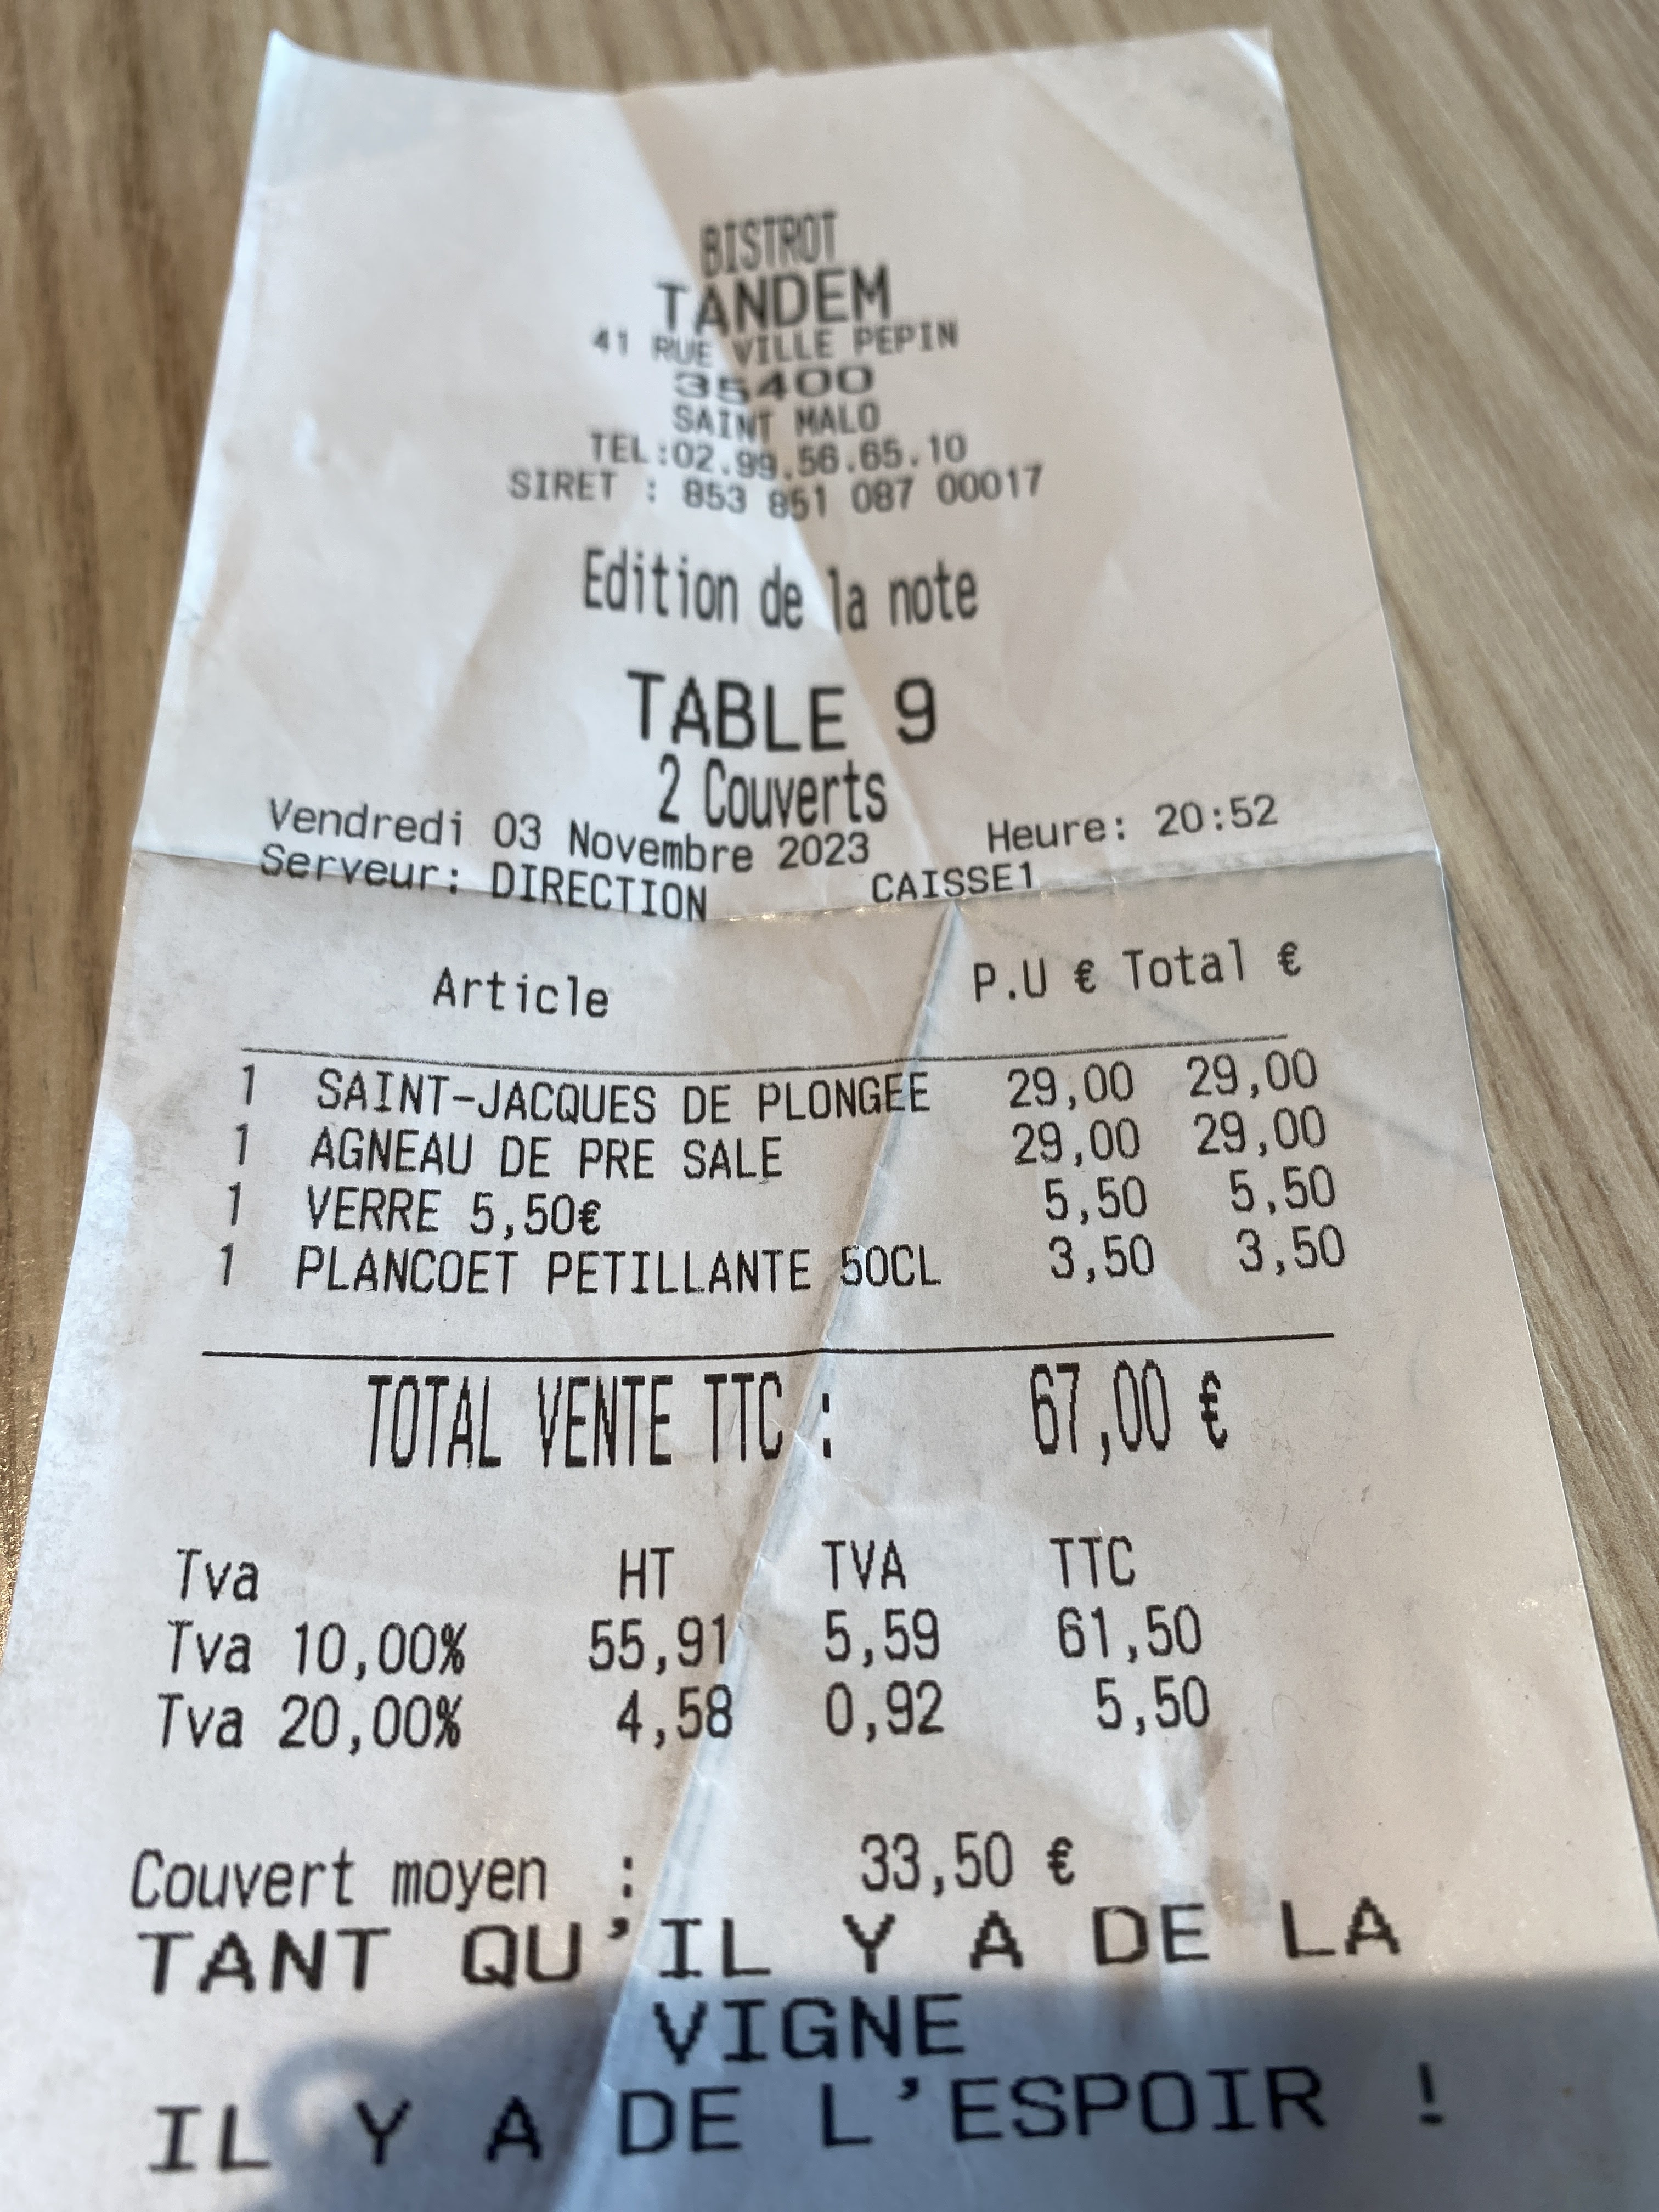 BISTROT
TANDEM
41 RUE VILLE PEPIN
35400
SAINT MALO
TEL:02.99.56.65.10
SIRET : 853 851 087 00017
Edition de la note
TABLE 9
2 Couverts
Vendredi 03 Novembre 2023 Heure: 20:52
Serveur: DIRECTION CAISSE1
Article P.U € Total €
1 SAINT-JACQUES DE PLONGEE 29,00 29,00
1 AGNEAU DE PRE SALE 29,00 29,00
1 VERRE 5,50€ 5,50 5,50
1 PLANCOET PETILLANTE 50CL 3,50 3,50
TOTAL VENTE TTC : 67,00 €
Tva HT TVA TTC
Tva 10,00% 55,91 5,59 61,50
Tva 20,00% 4,58 0,92 5,50
Couvert moyen : 33,50 €
TANT QU'IL Y A DE LA
VIGNE
IL Y A DE L'ESPOIR !